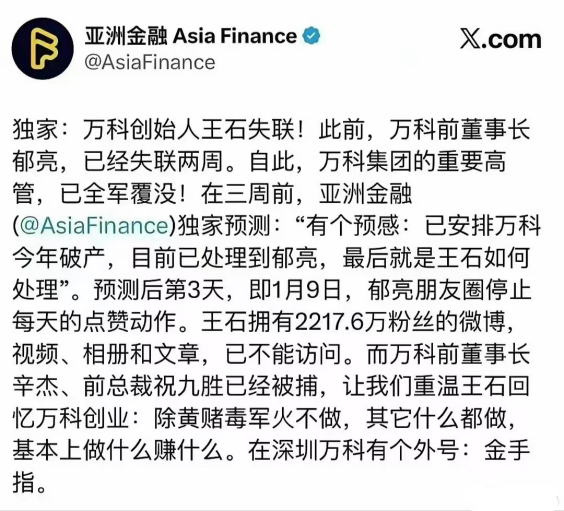 亚洲金融 Asia Finance
X.com
@AsiaFinance
独家：万科创始人王石失联！此前，万科前董事长
郁亮，已经失联两周。自此，万科集团的重要高
管，已全军覆没！在三周前，亚洲金融
(@AsiaFinance)独家预测：“有个预感：已安排万科
今年破产，目前已处理到郁亮，最后就是王石如何
处理”。预测后第3天，即1月9日，郁亮朋友圈停止
每天的点赞动作。王石拥有2217.6万粉丝的微博，
视频、相册和文章，已不能访问。而万科前董事长
辛杰、前总裁祝九胜已经被捕，让我们重温王石回
忆万科创业：除黄赌毒军火不做，其它什么都做，
基本上做什么赚什么。在深圳万科有个外号：金手
指。